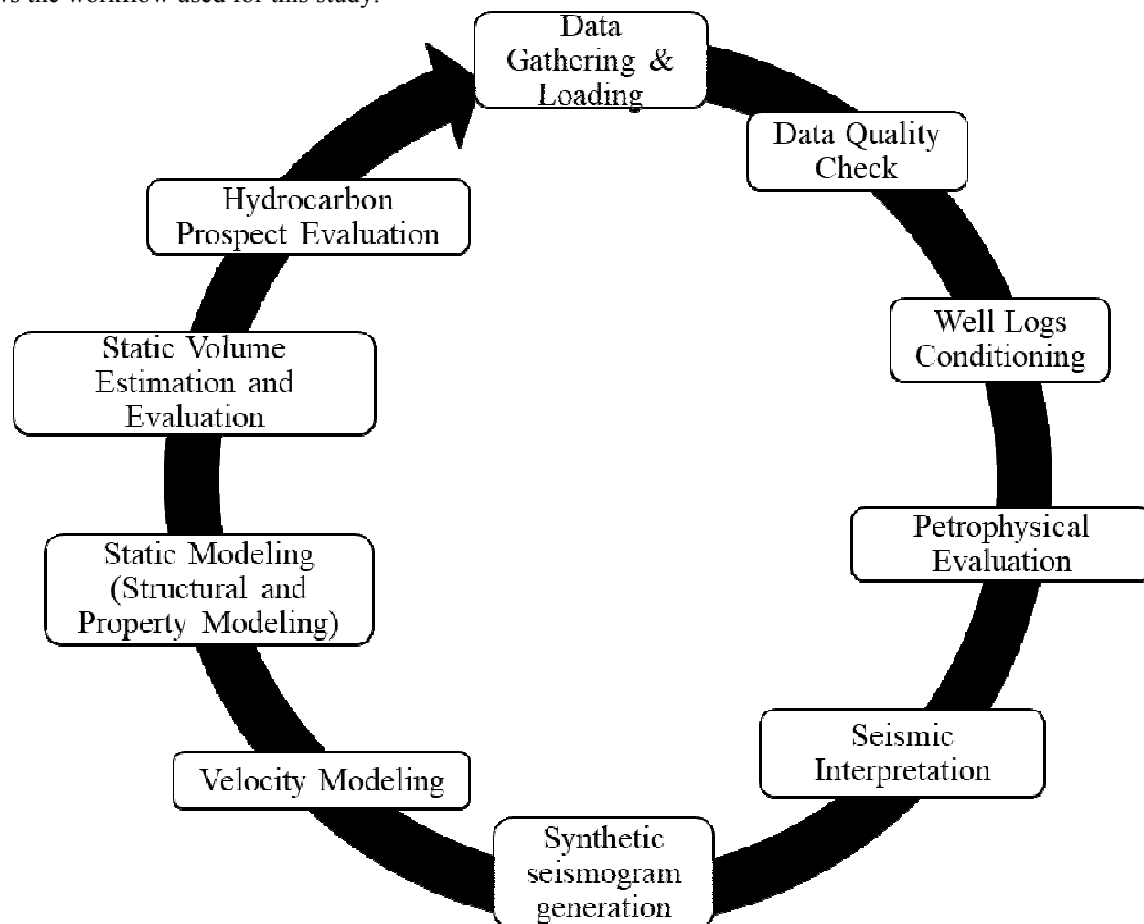 the workflow used for this study.
Data
Gathering &
Loading
Data Quality
Check
Well Logs
Conditioning
Petrophysical
Evaluation
Seismic
Interpretation
Synthetic
seismogram
generation
Velocity Modeling
Static Modeling
(Structural and
Property Modeling)
Static Volume
Estimation and
Evaluation
Hydrocarbon
Prospect Evaluation